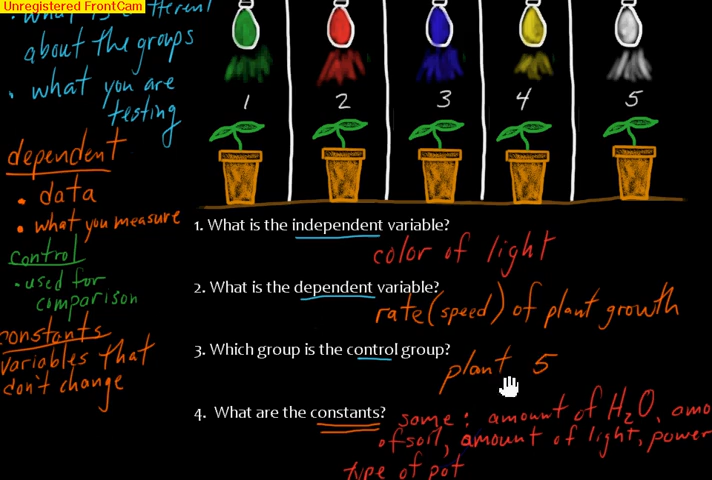 Unregistered FrontCam
about the groups
• what you are
testing
1 2 3 4 5
dependent
• data
• what you measure
control
• used for
comparison
constants
variables that
don't change
1. What is the independent variable?
color of light
2. What is the dependent variable?
rate (speed) of plant growth
3. Which group is the control group?
plant 5
4. What are the constants?
same: amount of H2O,
of soil, amount of light, power
type of pot